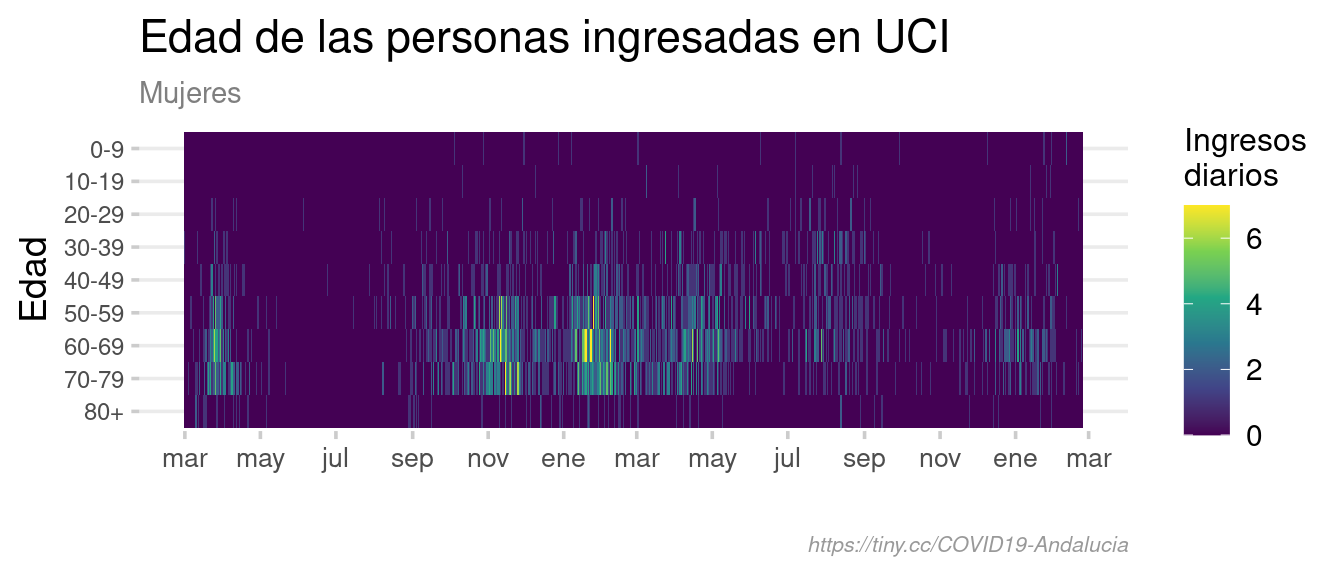 Edad de las personas ingresadas en UCI
Mujeres
Edad
0-9
10-19
20-29
30-39
40-49
50-59
60-69
70-79
80+
mar may jul sep nov ene mar may jul sep nov ene mar
Ingresos
diarios
6
4
2
0
https://tiny.cc/COVID19-Andalucia